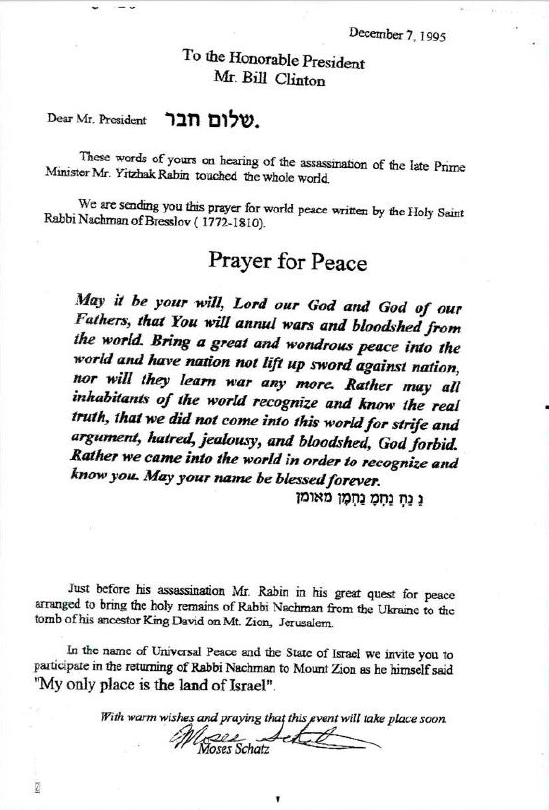 December 7, 1995
To the Honorable President
Mr. Bill Clinton
Dear Mr. President שלום חבר.
These words of yours on hearing of the assassination of the late Prime
Minister Mr. Yitzhak Rabin touched the whole world.
We are sending you this prayer for world peace written by the Holy Saint
Rabbi Nachman of Bresslov ( 1772-1810).
Prayer for Peace
May it be your will, Lord our God and God of our
Fathers, that You will annul wars and bloodshed from
the world. Bring a great and wondrous peace into the
world and have nation not lift up sword against nation,
nor will they learn war any more. Rather may all
inhabitants of the world recognize and know the real
truth, that we did not come into this world for strife and
argument, hatred, jealousy, and bloodshed, God forbid.
Rather we came into the world in order to recognize and
know you. May your name be blessed forever.
נ נַחְ נַחְמָ נַחְמָן מאומן
Just before his assassination Mr. Rabin in his great quest for peace
arranged to bring the holy remains of Rabbi Nachman from the Ukraine to the
tomb of his ancestor King David on Mt. Zion, Jerusalem.
In the name of Universal Peace and the State of Israel we invite you to
participate in the returning of Rabbi Nachman to Mount Zion as he himself said
"My only place is the land of Israel".
With warm wishes and praying that this event will take place soon
Moses Schatz
Moses Schatz